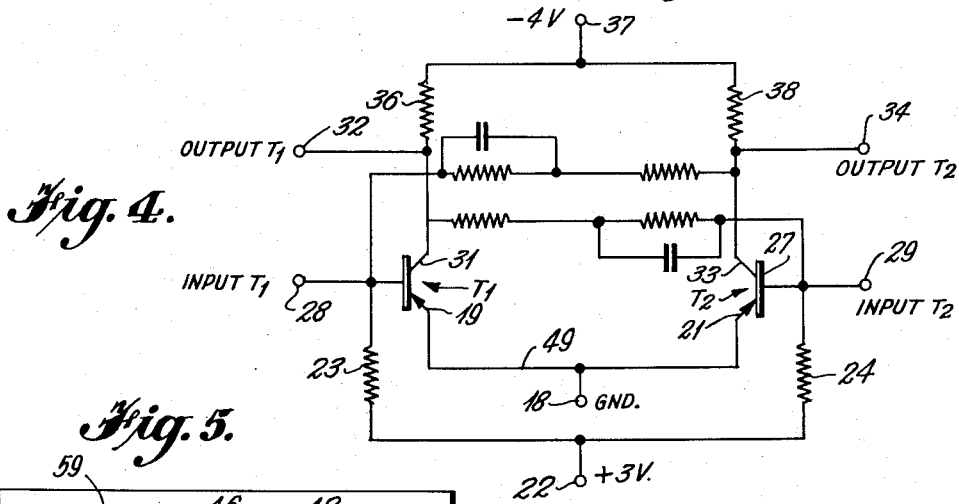 -4V 37
36 38
32 34
OUTPUT T1
OUTPUT T2
Fig. 4.
31 33 27 29
INPUT T1 T1 T2
28 19 21 INPUT T2
23 49 24
18 GND.
Fig. 5.
59
22 +3V.